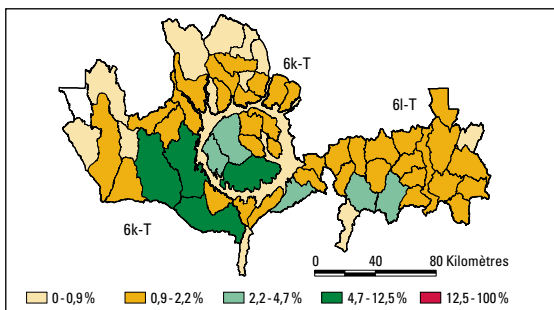 6k-T
6l-T
6k-T
0 40 80 Kilomètres
0 - 0,9 % 0,9 - 2,2 % 2,2 - 4,7 % 4,7 - 12,5 % 12,5 - 100 %